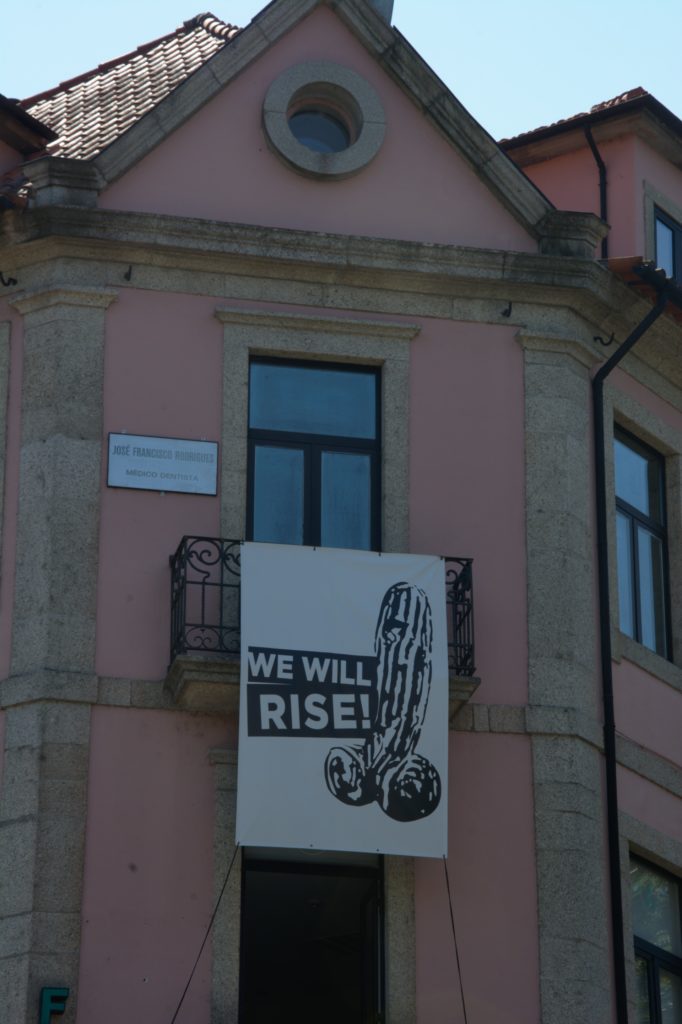 JOSÉ FRANCISCO RODRIGUES
MÉDICO DENTISTA
WE WILL
RISE!
F